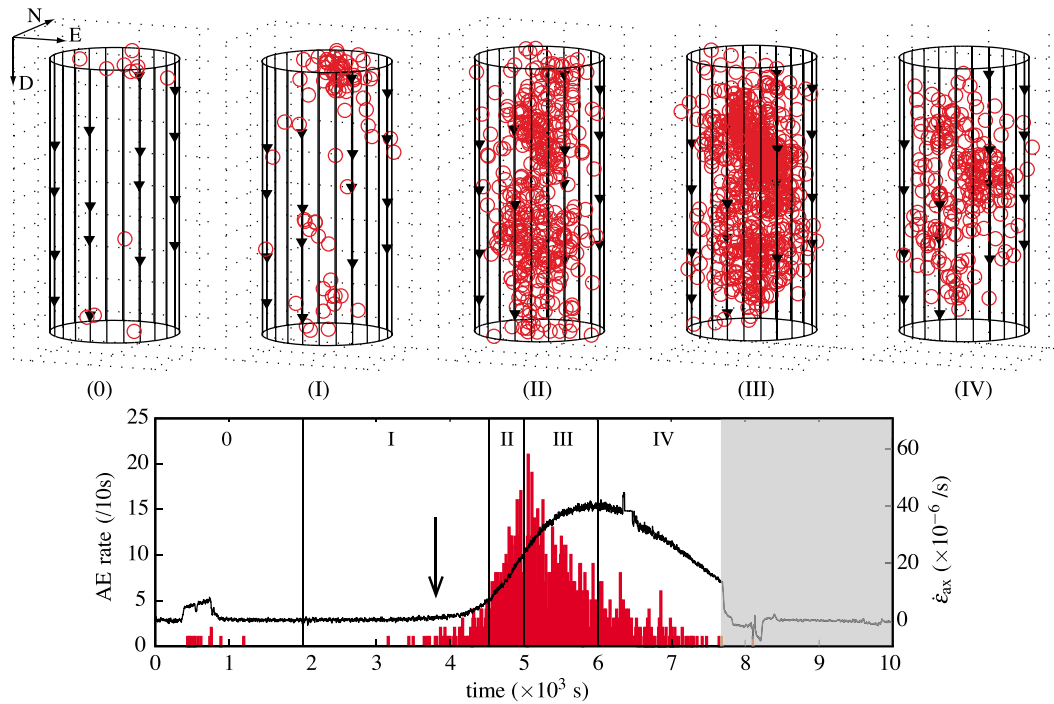 N
E
D
(0) (I) (II) (III) (IV)
25
20
15
10
5
0
AE rate (/10s)
0 I II III IV
60
40
20
0
ε̇ax (×10⁻⁶ /s)
0 1 2 3 4 5 6 7 8 9 10
time (×10³ s)